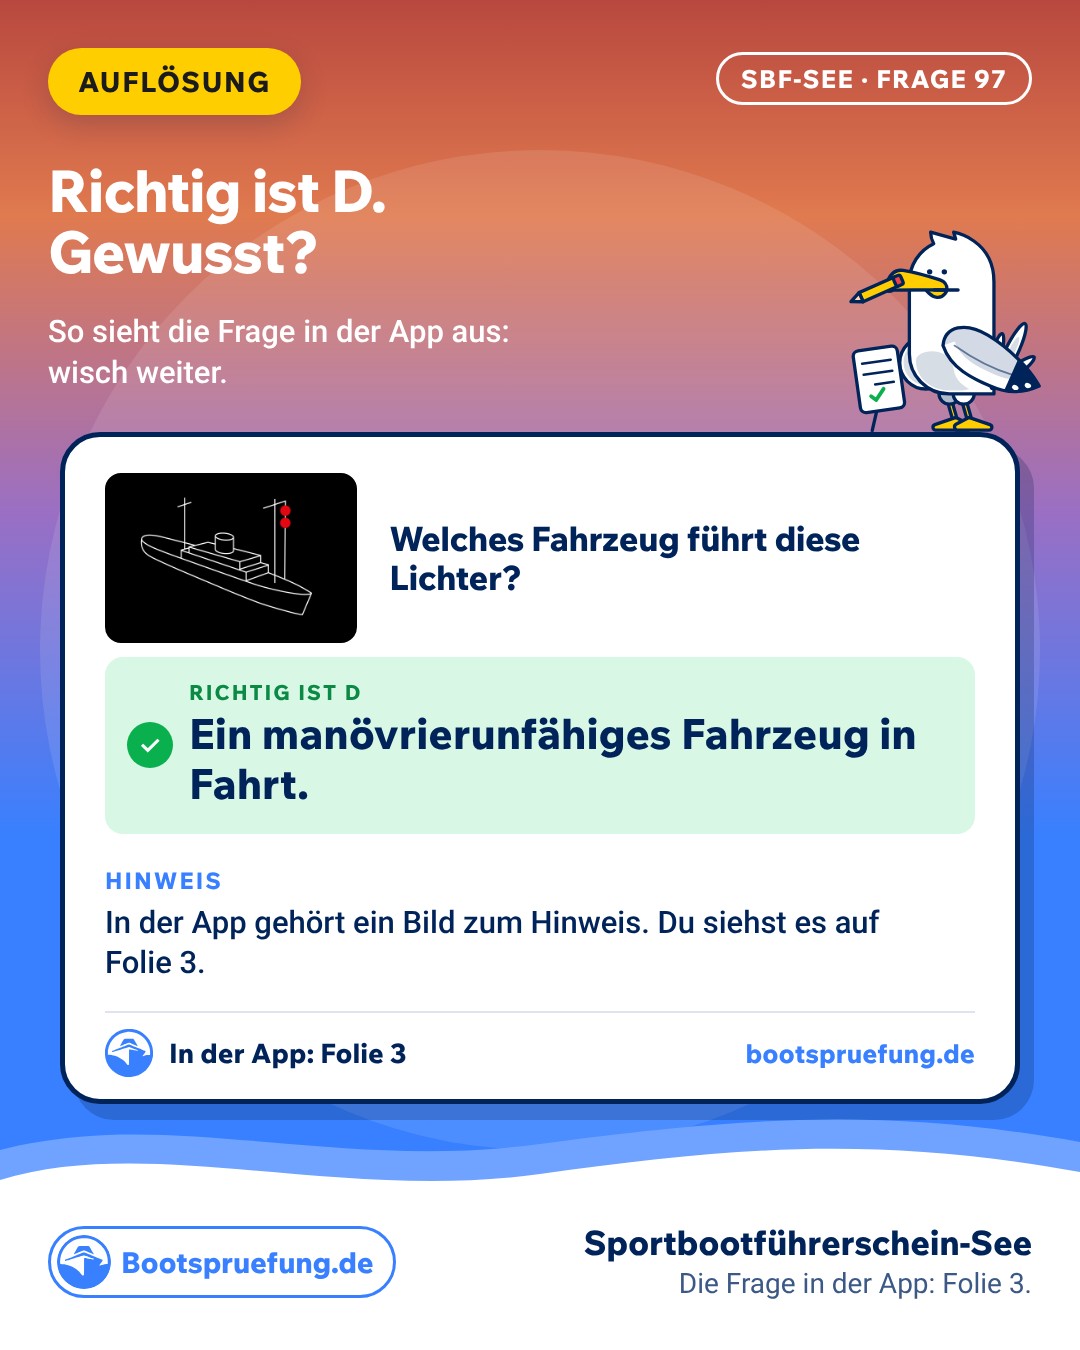 AUFLÖSUNG
SBF-SEE · FRAGE 97
Richtig ist D.
Gewusst?
So sieht die Frage in der App aus:
wisch weiter.
Welches Fahrzeug führt diese
Lichter?
RICHTIG IST D
Ein manövrierunfähiges Fahrzeug in
Fahrt.
HINWEIS
In der App gehört ein Bild zum Hinweis. Du siehst es auf
Folie 3.
In der App: Folie 3
bootspruefung.de
Bootspruefung.de
Sportbootführerschein-See
Die Frage in der App: Folie 3.